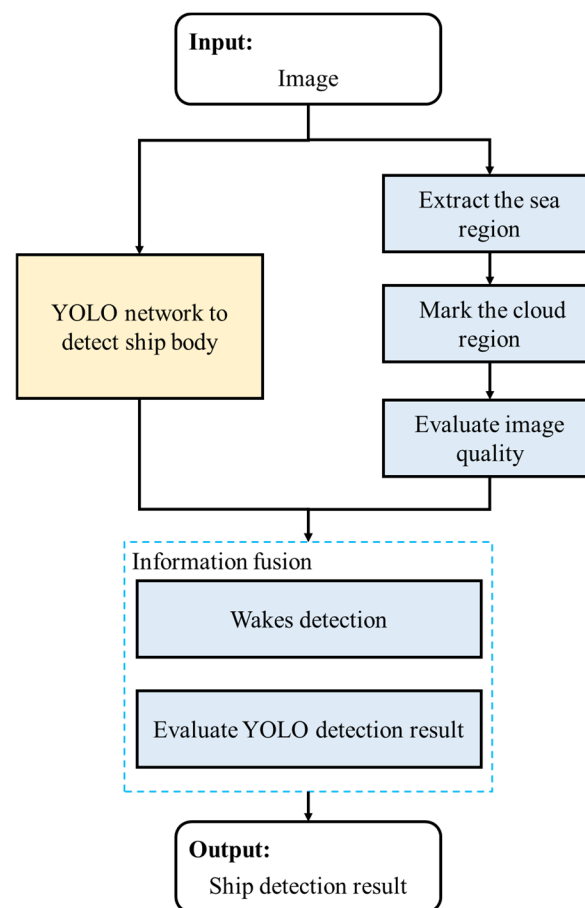 Input:
Image
Extract the sea
region
YOLO network to
detect ship body
Mark the cloud
region
Evaluate image
quality
Information fusion
Wakes detection
Evaluate YOLO detection result
Output:
Ship detection result